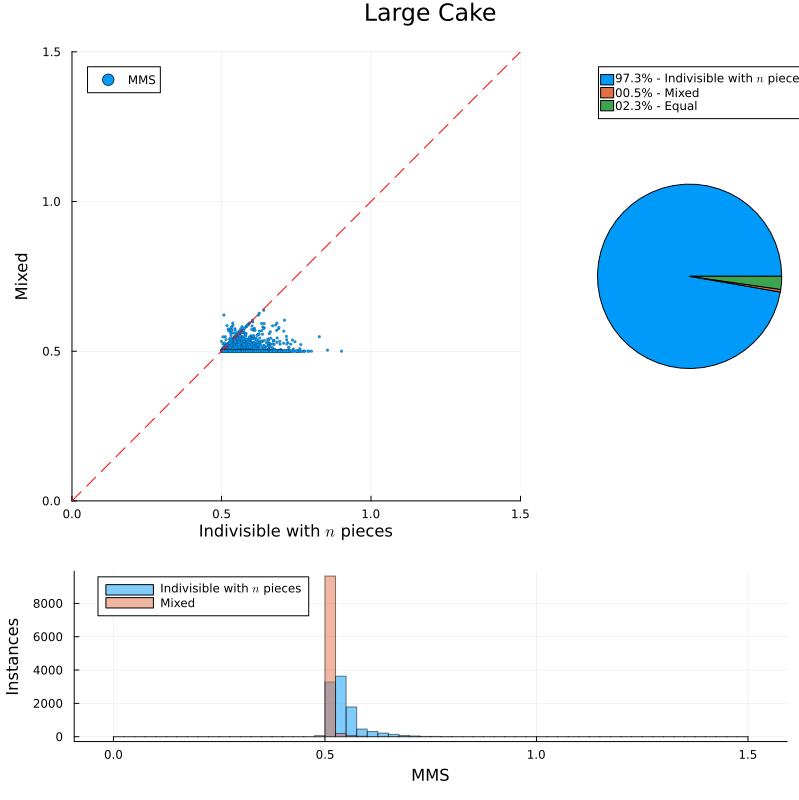 Large Cake
1.5
1.0
0.5
0.0
Mixed
MMS
0.0
0.5
1.0
1.5
Indivisible with n pieces
97.3% - Indivisible with n piece
00.5% - Mixed
02.3% - Equal
Instances
8000
6000
4000
2000
0
Indivisible with n pieces
Mixed
0.0
0.5
1.0
1.5
MMS